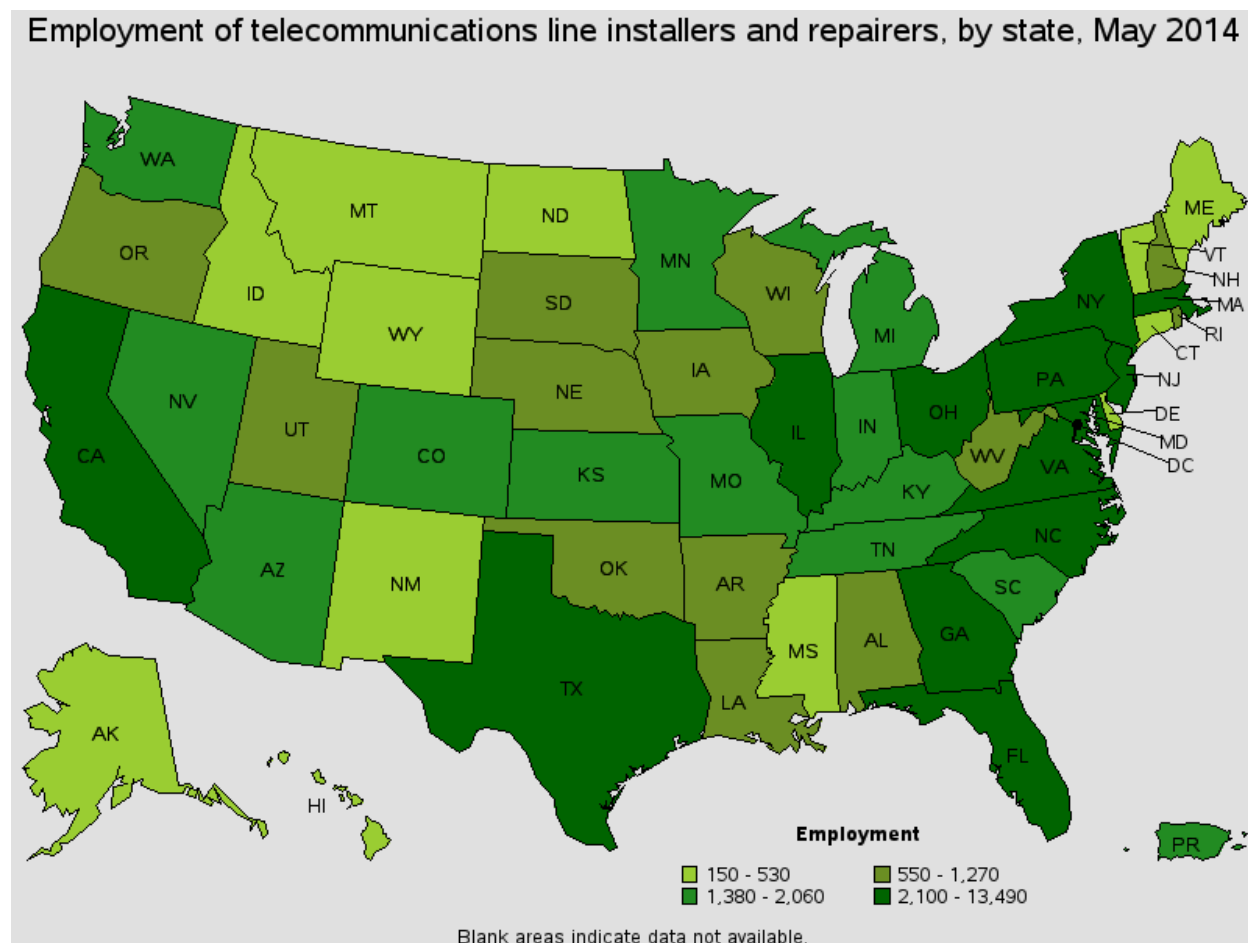 Employment of telecommunications line installers and repairers, by state, May 2014
WA
MT
ND
MN
ME
OR
ID
SD
WI
VT
NH
WY
NY
MA
MI
RI
IA
CT
NV
NE
PA
NJ
UT
IL
IN
OH
DE
CA
CO
MD
WV
VA
DC
KS
MO
KY
NC
AZ
NM
OK
TN
AR
SC
MS
AL
GA
TX
LA
AK
FL
HI
PR
Employment
150 - 530 550 - 1,270
1,380 - 2,060 2,100 - 13,490
Blank areas indicate data not available.